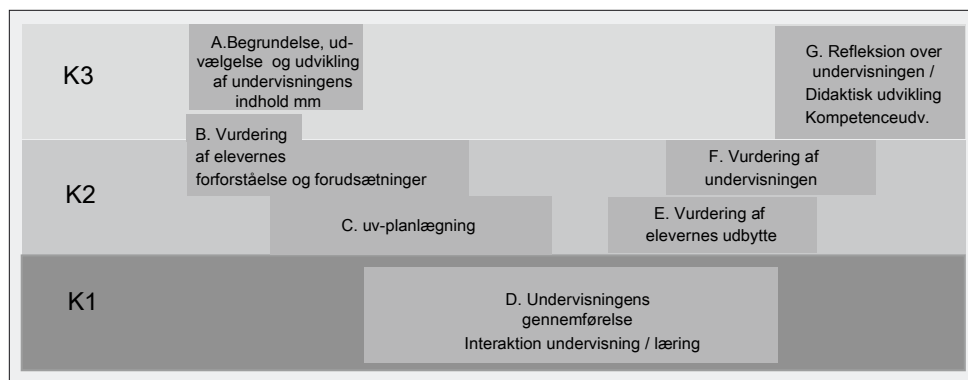 K3
A.Begrundelse, ud-
vælgelse og udvikling
af undervisningens
indhold mm
G. Refleksion over
undervisningen /
Didaktisk udvikling
Kompetenceudv.
B. Vurdering
af elevernes
forforståelse og forudsætninger
K2
F. Vurdering af
undervisningen
C. uv-planlægning
E. Vurdering af
elevernes udbytte
K1
D. Undervisningens
gennemførelse
Interaktion undervisning / læring